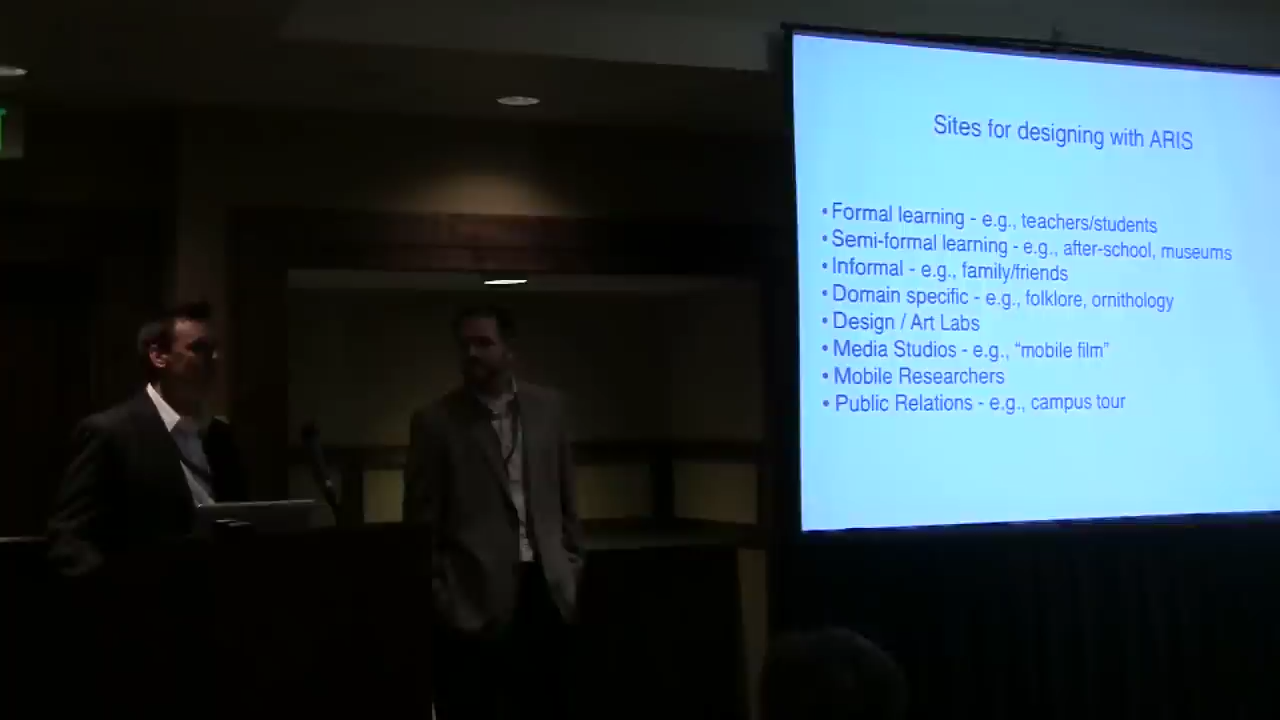 Sites for designing with ARIS
• Formal learning - e.g., teachers/students
• Semi-formal learning - e.g., after-school, museums
• Informal - e.g., family/friends
• Domain specific - e.g., folklore, ornithology
• Design / Art Labs
• Media Studios - e.g., “mobile film”
• Mobile Researchers
• Public Relations - e.g., campus tour